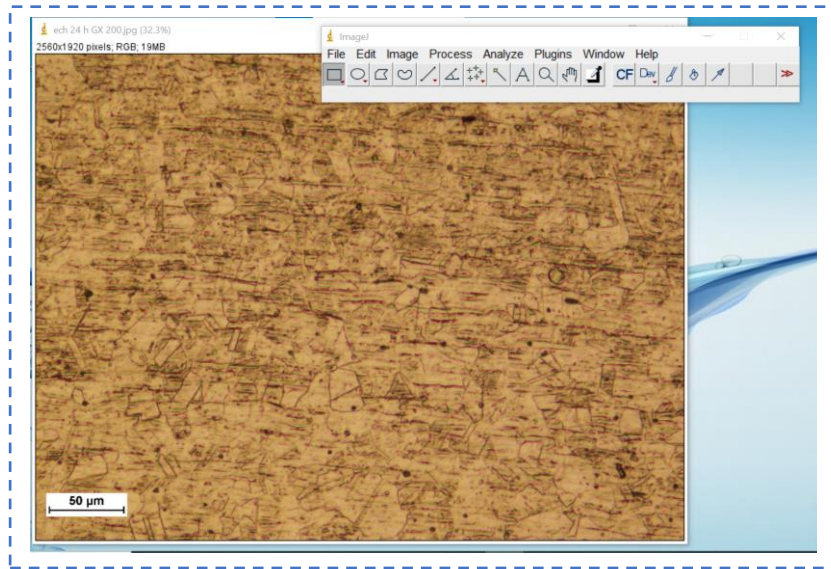 ech 24 h GX 200.jpg (32.3%)
2560x1920 pixels; RGB; 19MB
ImageJ
File Edit Image Process Analyze Plugins Window Help
A CF Dev
50 µm